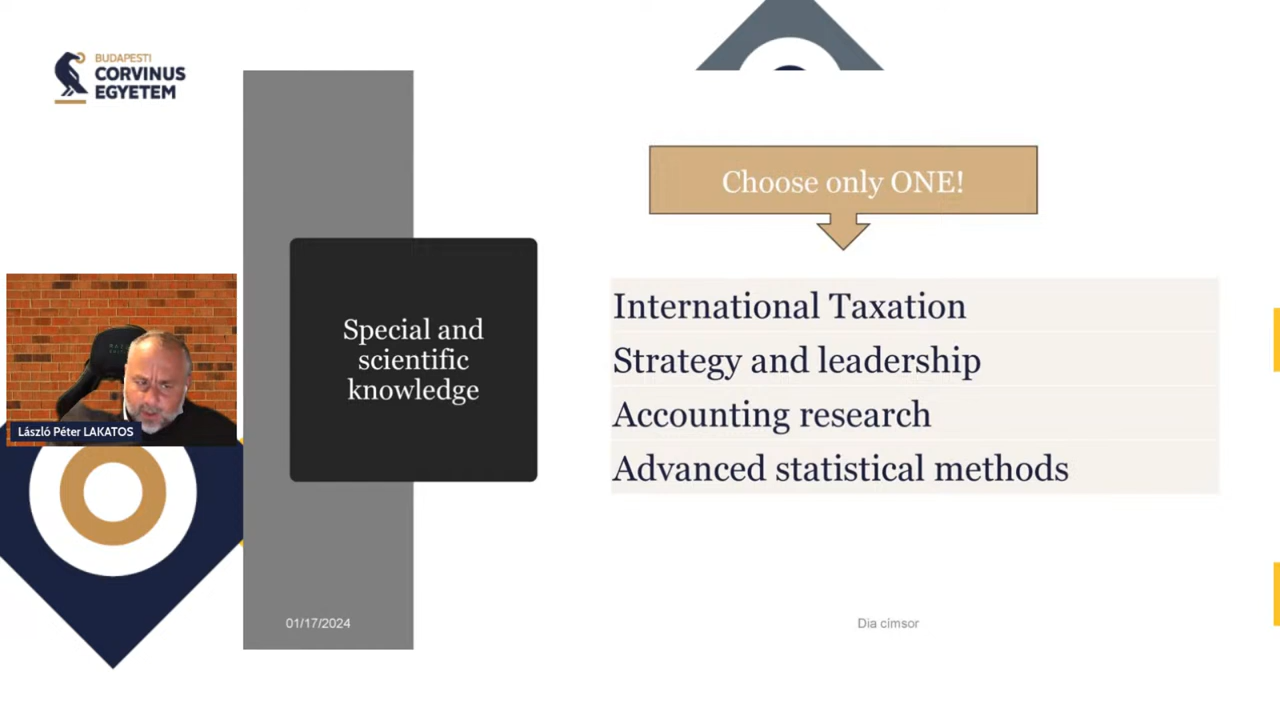 BUDAPESTI
CORVINUS
EGYETEM
Choose only ONE!
Special and
scientific
knowledge
International Taxation
Strategy and leadership
Accounting research
Advanced statistical methods
László Péter LAKATOS
01/17/2024
Dia címsor